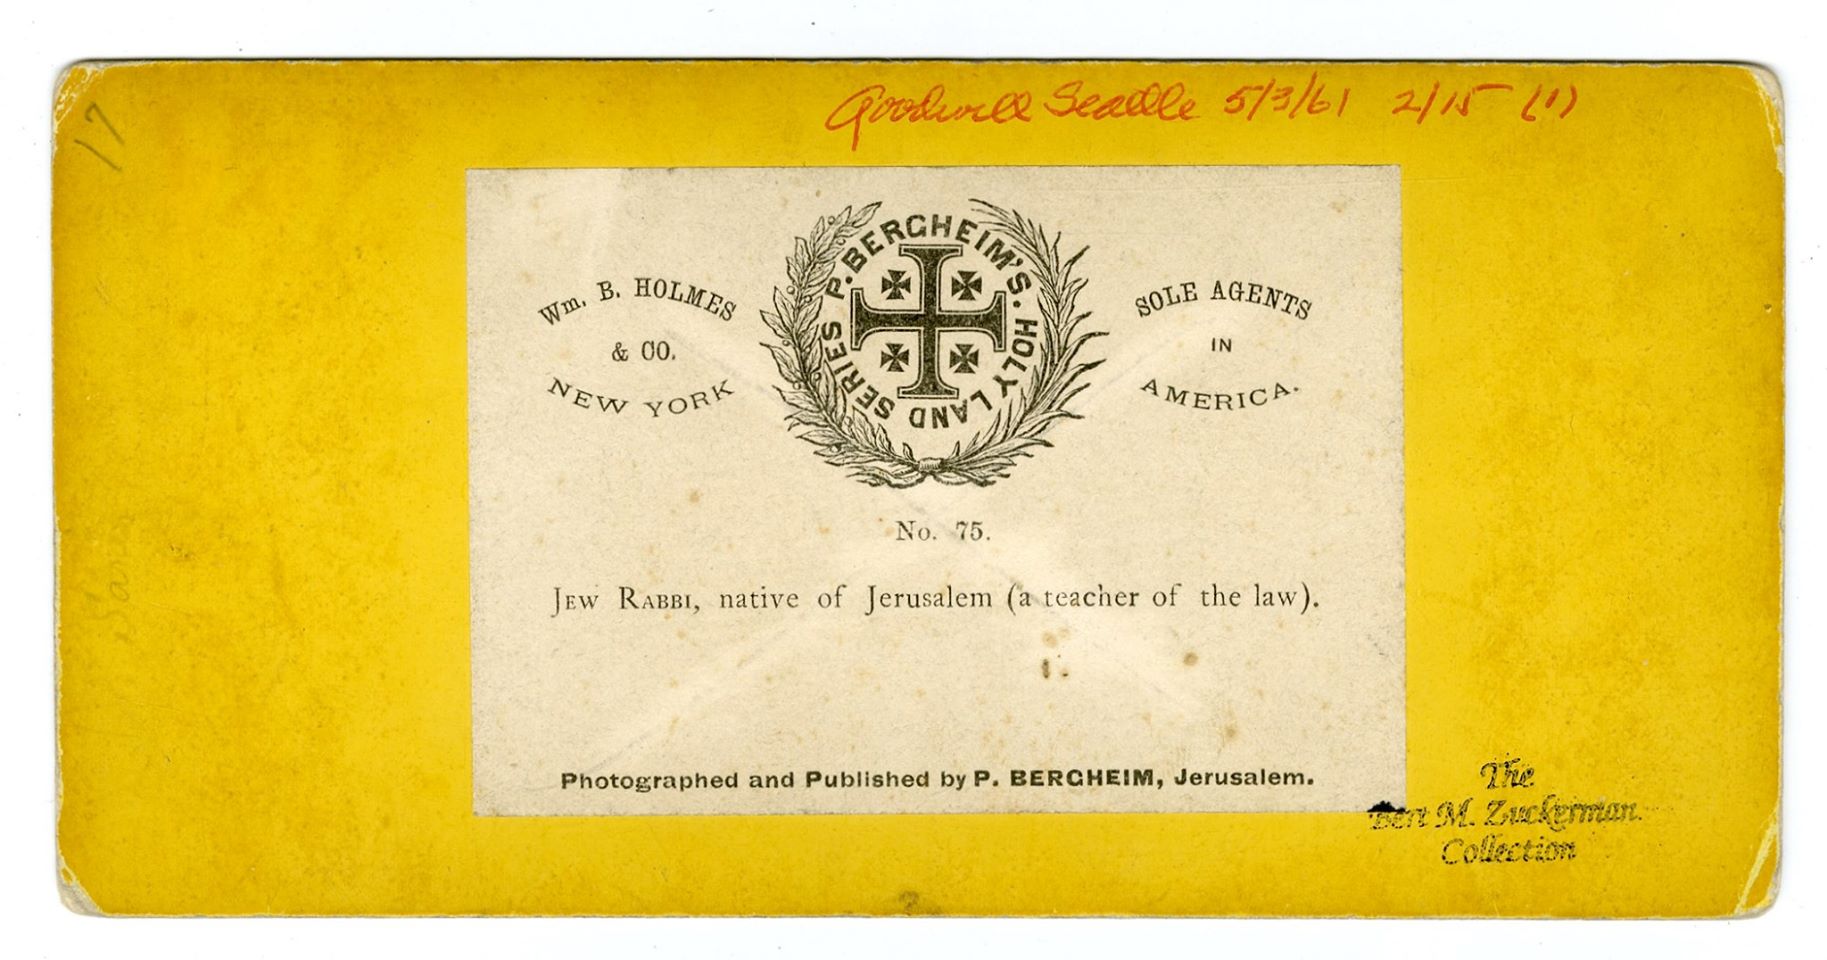 17
Goodwill Seattle 5/3/61 2/15 (1)
P. BERGHEIM'S. HOLY LAND SERIES
Wm. B. HOLMES
& CO.
NEW YORK
SOLE AGENTS
IN
AMERICA.
No. 75.
JEW RABBI, native of Jerusalem (a teacher of the law).
Photographed and Published by P. BERGHEIM, Jerusalem.
The
Bert M. Zuckerman
Collection